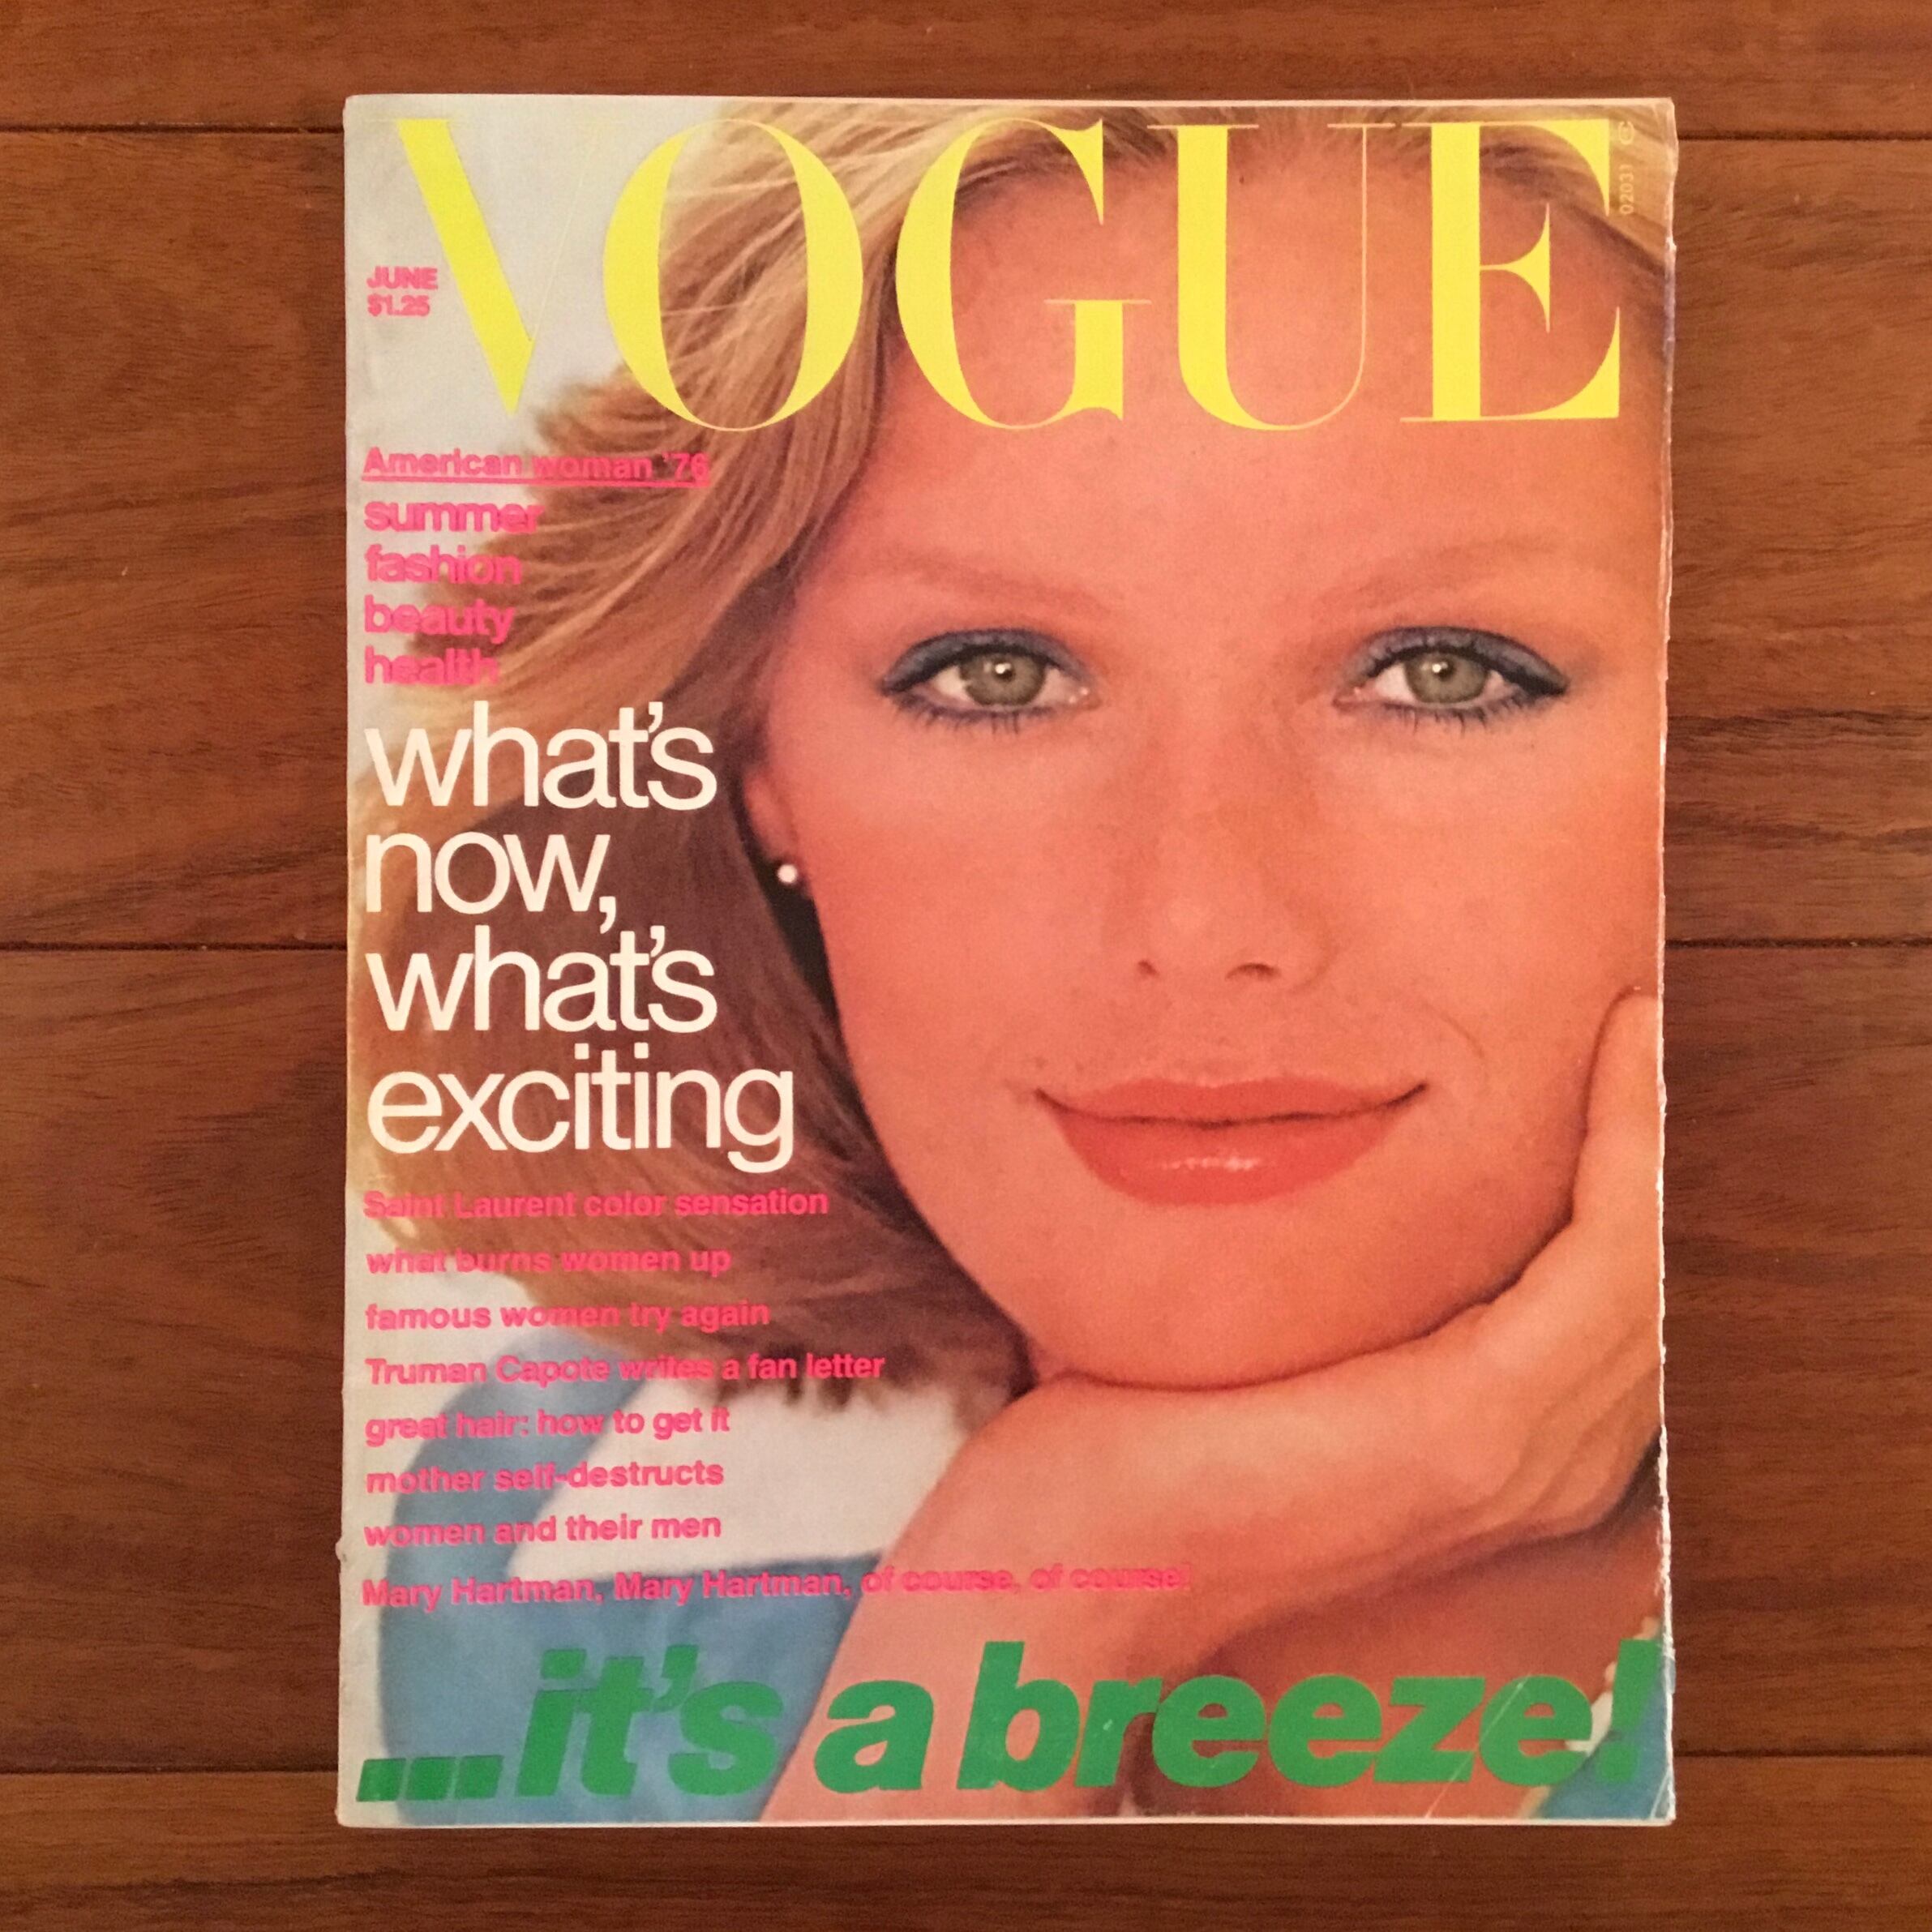 VOGUE
02031
JUNE
$1.25
American woman '76
summer
fashion
beauty
health
what's
now,
what's
exciting
Saint Laurent color sensation
what burns women up
famous women try again
Truman Capote writes a fan letter
great hair: how to get it
mother self-destructs
women and their men
Mary Hartman, Mary Hartman, of course, of course!
...it's a breeze!